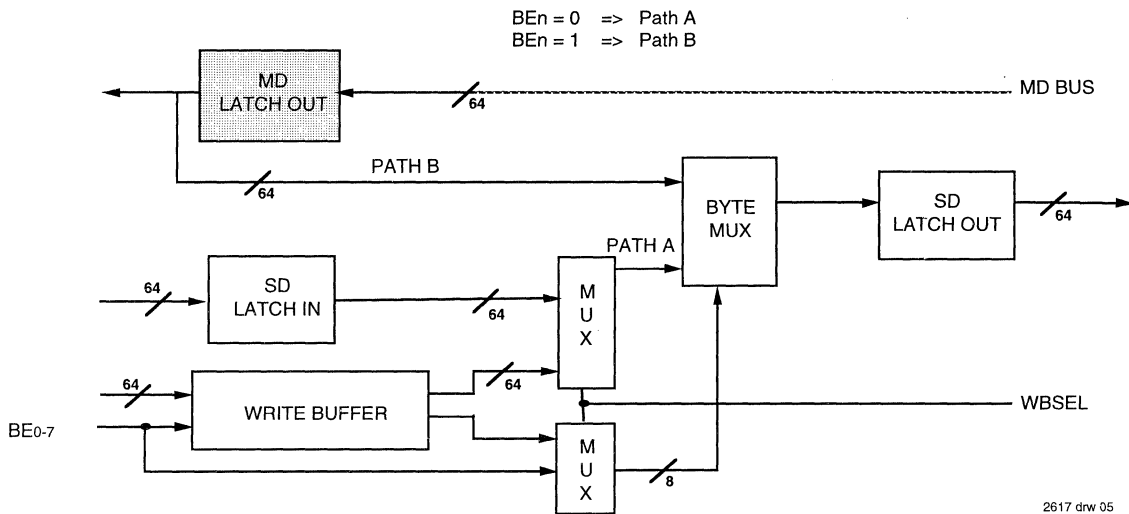 BEn = 0 => Path A
BEn = 1 => Path B
MD
LATCH OUT
64
MD BUS
64
PATH B
BYTE
MUX
SD
LATCH OUT
64
PATH A
64
SD
LATCH IN
64
M
U
X
64
WRITE BUFFER
64
WBSEL
BE0-7
M
U
X
8
2617 drw 05